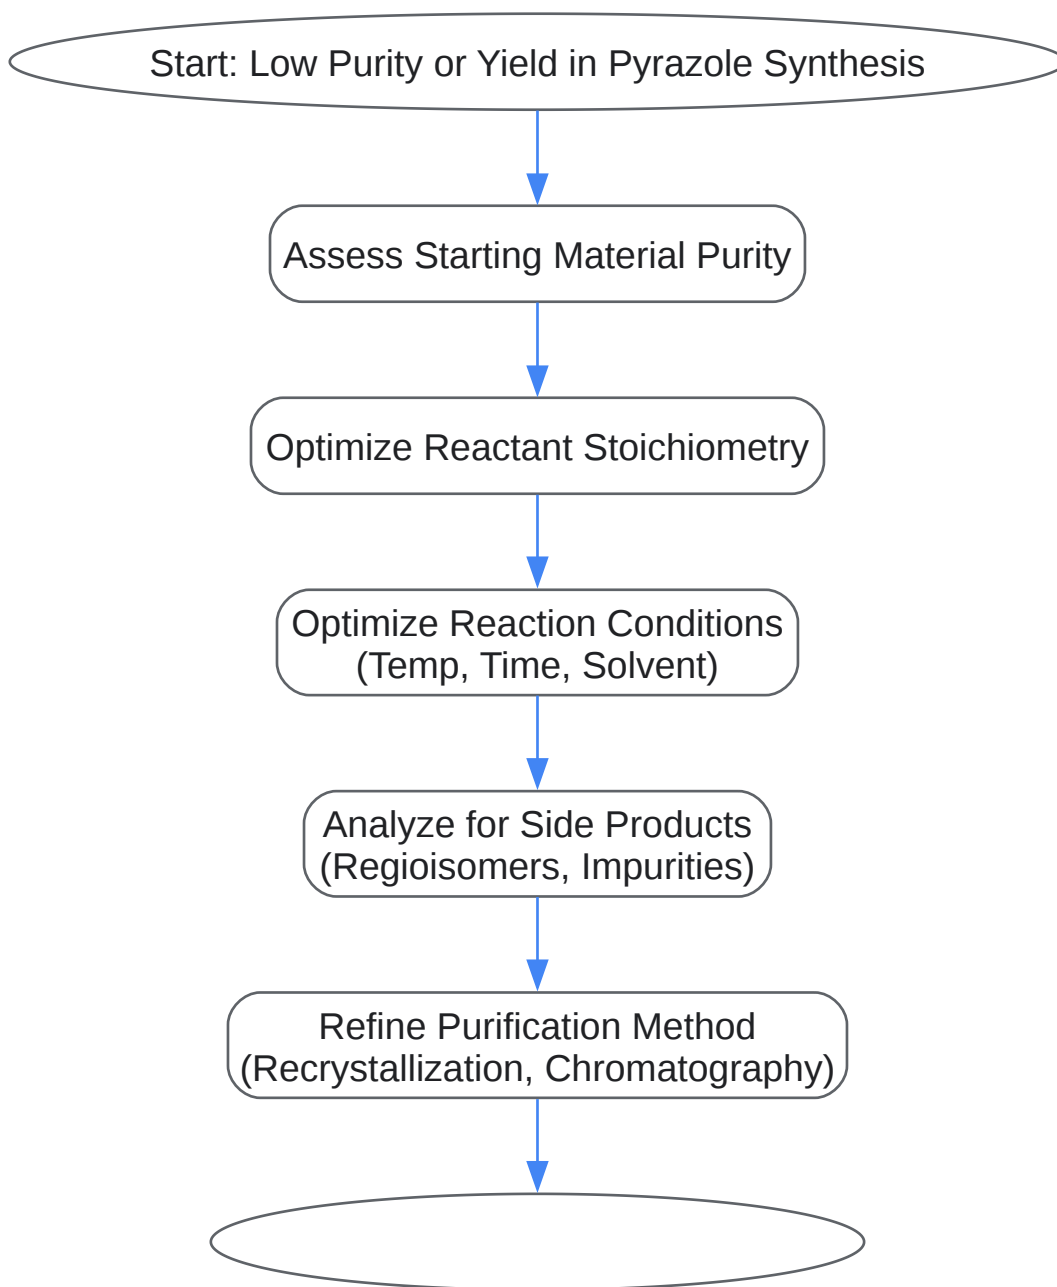 Start: Low Purity or Yield in Pyrazole Synthesis
Assess Starting Material Purity
Optimize Reactant Stoichiometry
Optimize Reaction Conditions
(Temp, Time, Solvent)
Analyze for Side Products
(Regioisomers, Impurities)
Refine Purification Method
(Recrystallization, Chromatography)